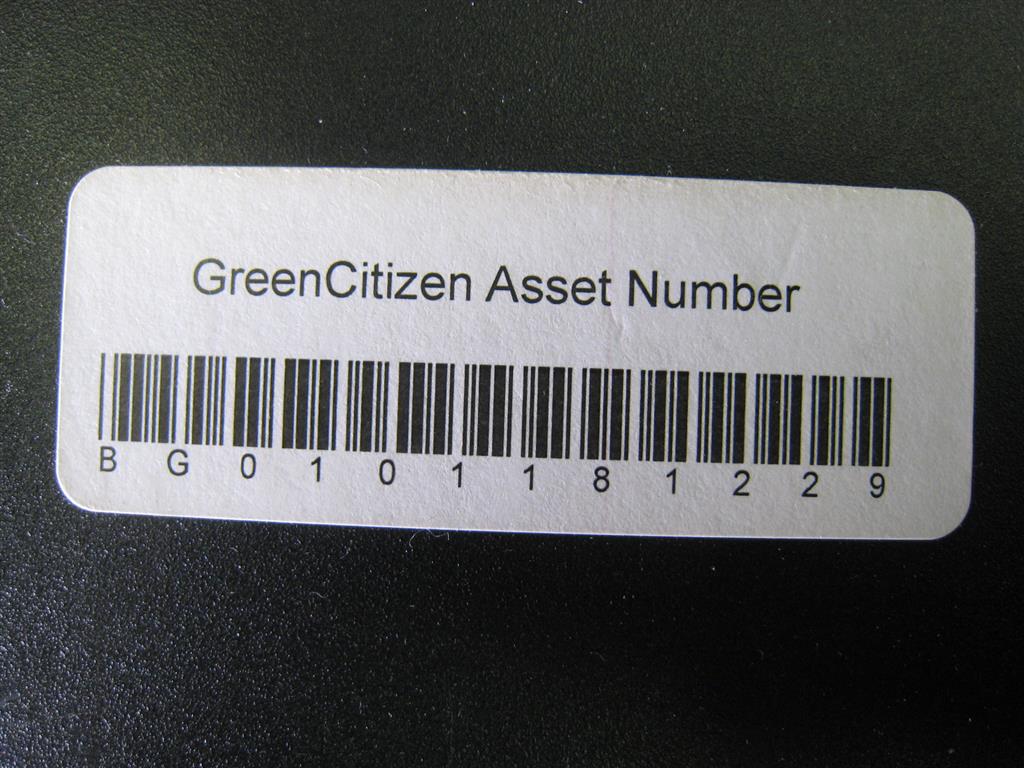 GreenCitizen Asset Number
B G 0 1 0 1 1 8 1 2 2 9